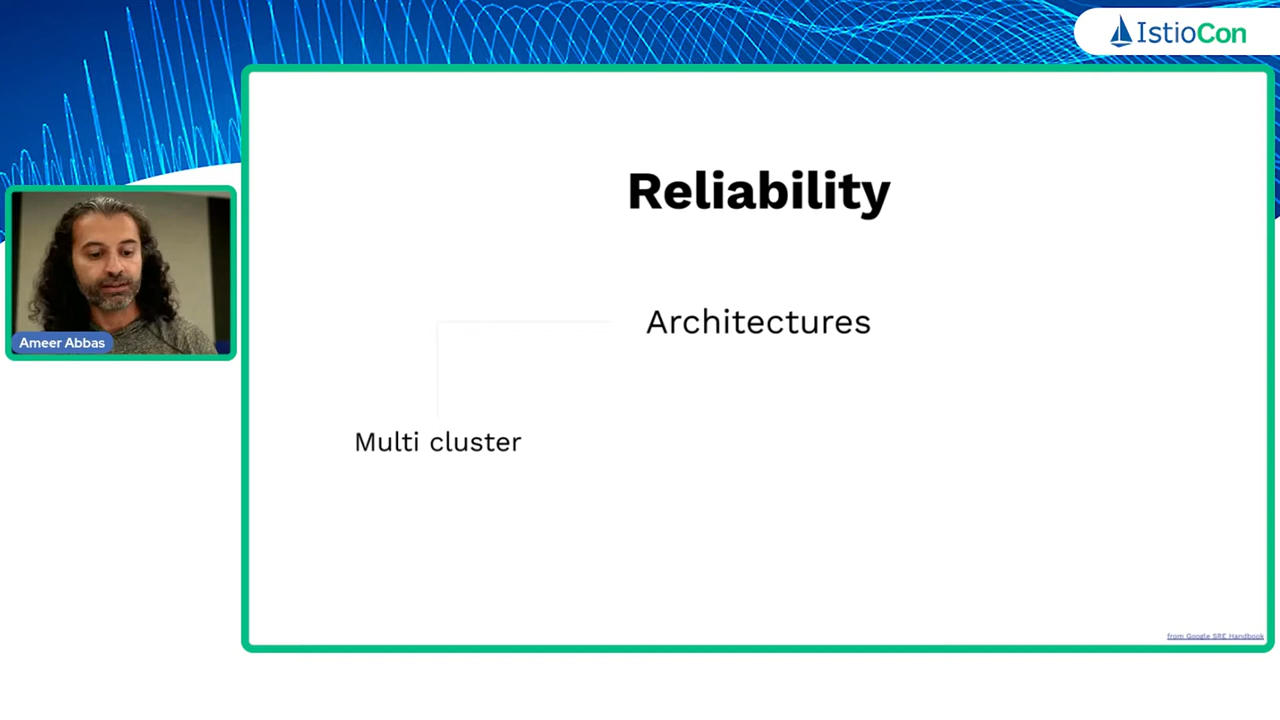 IstioCon
Reliability
Architectures
Ameer Abbas
Multi cluster
from Google SRE Handbook